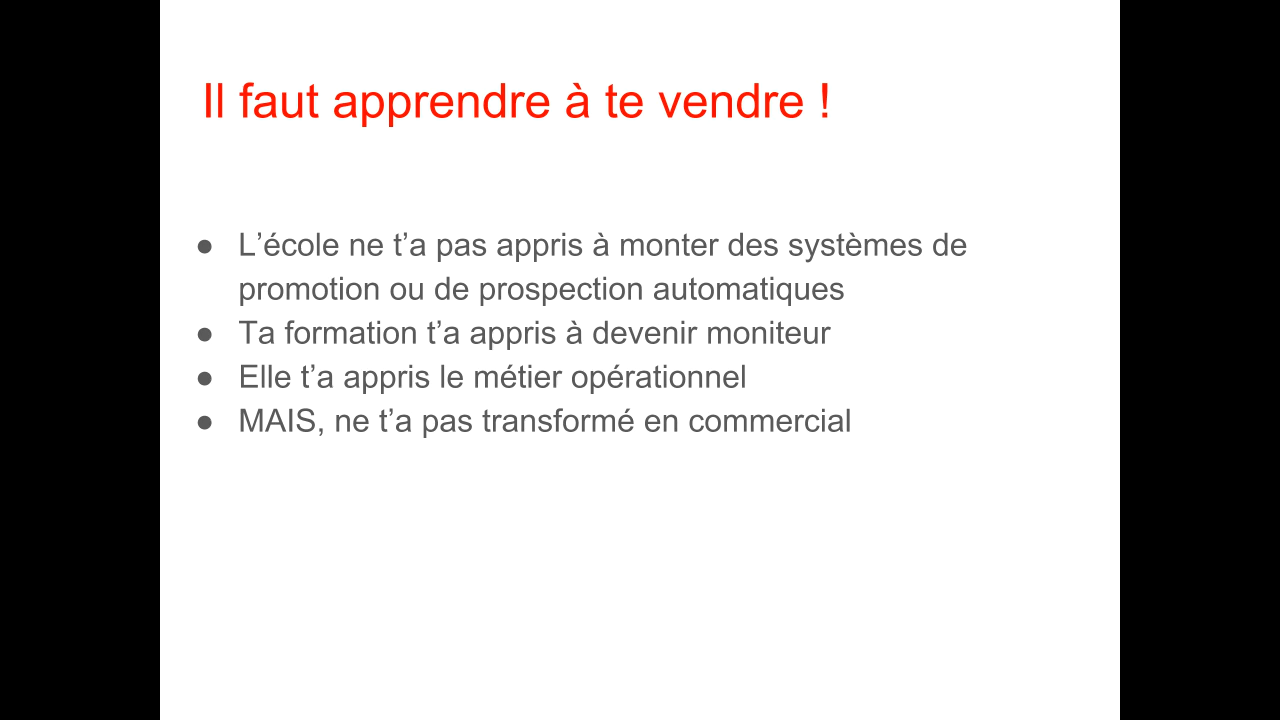 Il faut apprendre à te vendre !
● L’école ne t’a pas appris à monter des systèmes de
promotion ou de prospection automatiques
● Ta formation t’a appris à devenir moniteur
● Elle t’a appris le métier opérationnel
● MAIS, ne t’a pas transformé en commercial